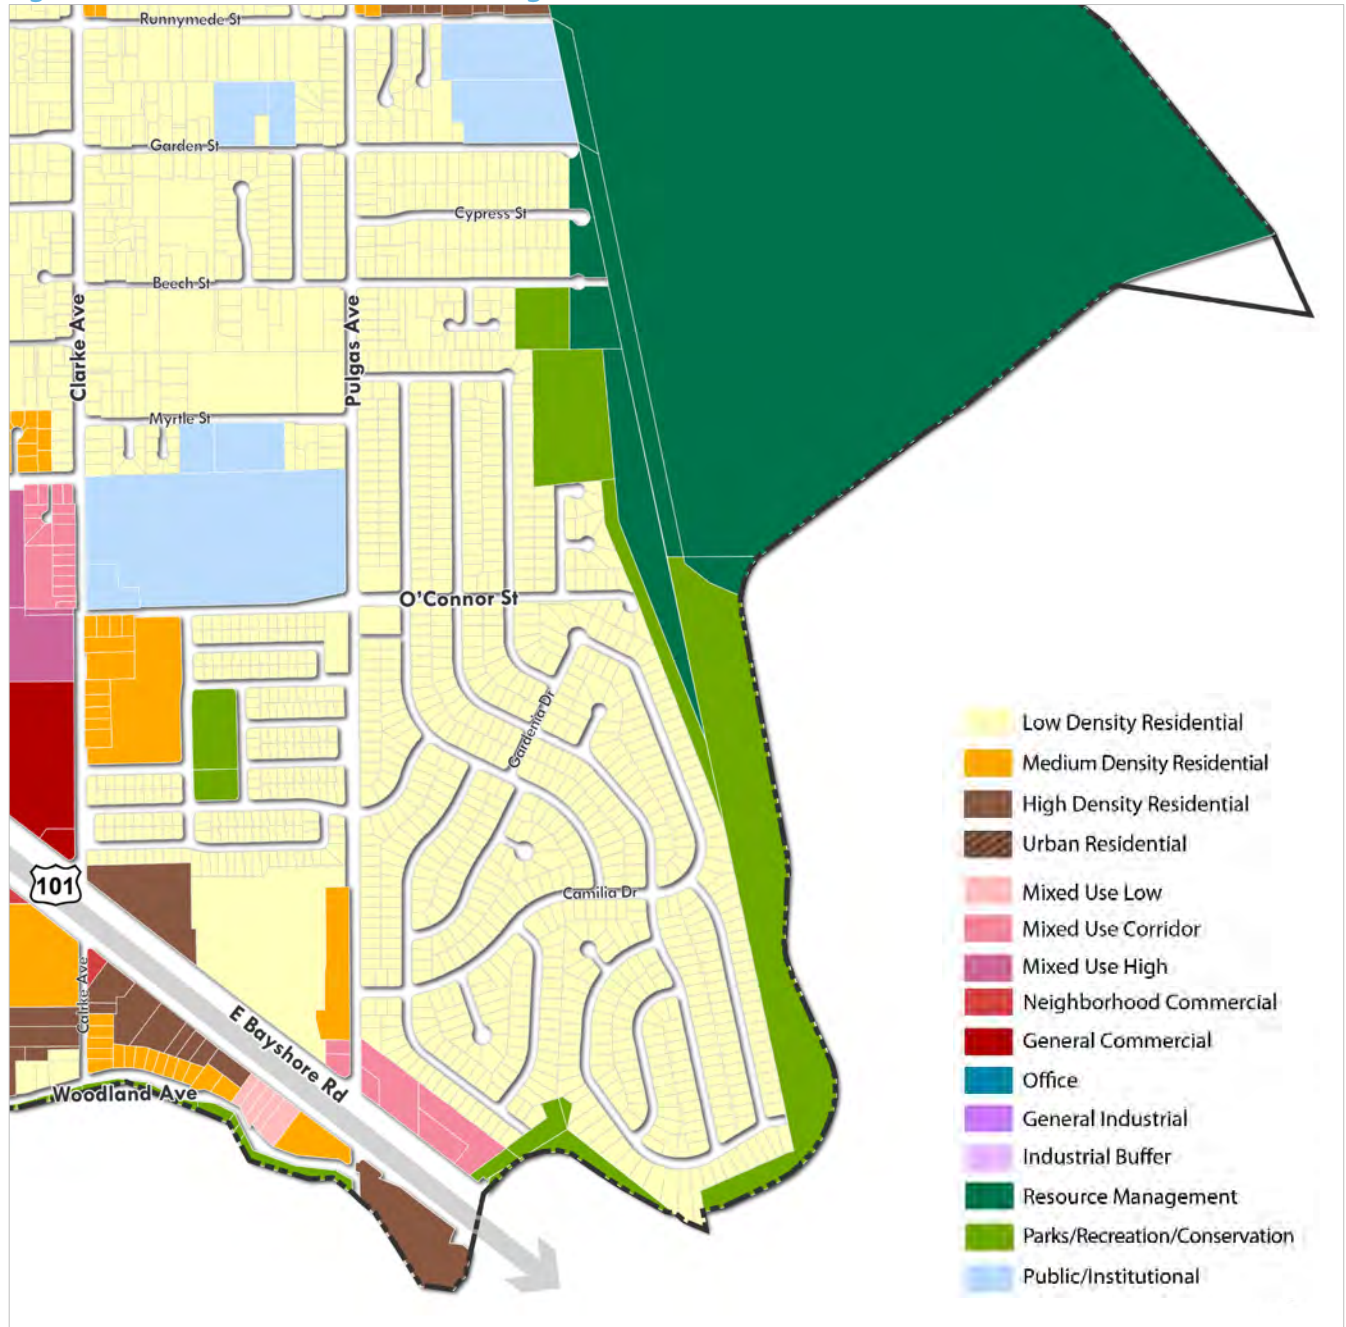 Runnymede St
Garden St
Cypress St
Beech St
Clarke Ave
Pulgas Ave
Myrtle St
O'Connor St
Gardenia Dr
Low Density Residential
Medium Density Residential
High Density Residential
Urban Residential
101
Camilia Dr
Mixed Use Low
Mixed Use Corridor
Mixed Use High
Neighborhood Commercial
General Commercial
Calrke Ave
E Bayshore Rd
Woodland Ave
Office
General Industrial
Industrial Buffer
Resource Management
Parks/Recreation/Conservation
Public/Institutional